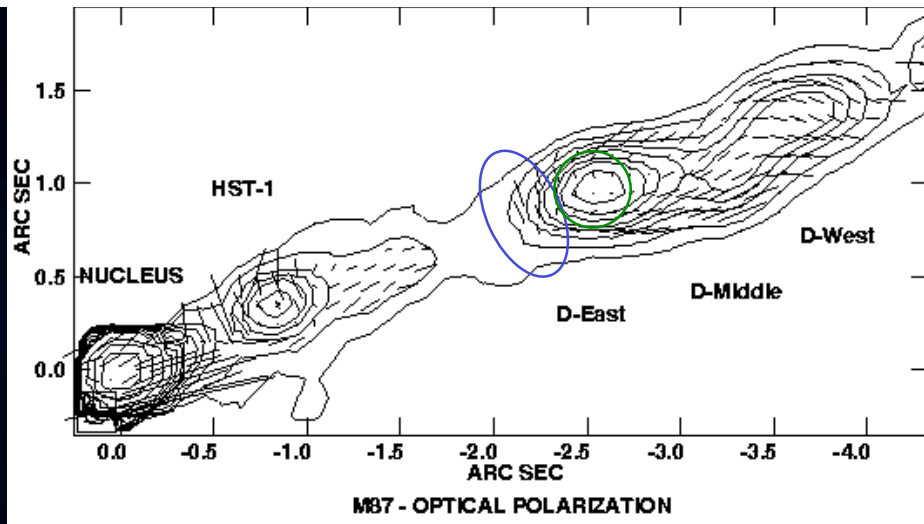 1.5
1.0
0.5
0.0
ARC SEC
HST-1
NUCLEUS
D-West
D-Middle
D-East
0.0 -0.5 -1.0 -1.5 -2.0 -2.5 -3.0 -3.5 -4.0
ARC SEC
M87 - OPTICAL POLARIZATION